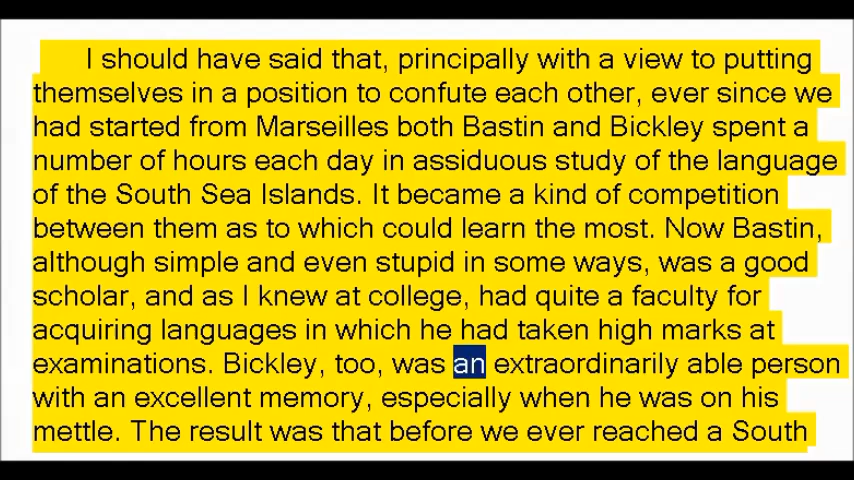 I should have said that, principally with a view to putting
themselves in a position to confute each other, ever since we
had started from Marseilles both Bastin and Bickley spent a
number of hours each day in assiduous study of the language
of the South Sea Islands. It became a kind of competition
between them as to which could learn the most. Now Bastin,
although simple and even stupid in some ways, was a good
scholar, and as I knew at college, had quite a faculty for
acquiring languages in which he had taken high marks at
examinations. Bickley, too, was an extraordinarily able person
with an excellent memory, especially when he was on his
mettle. The result was that before we ever reached a South